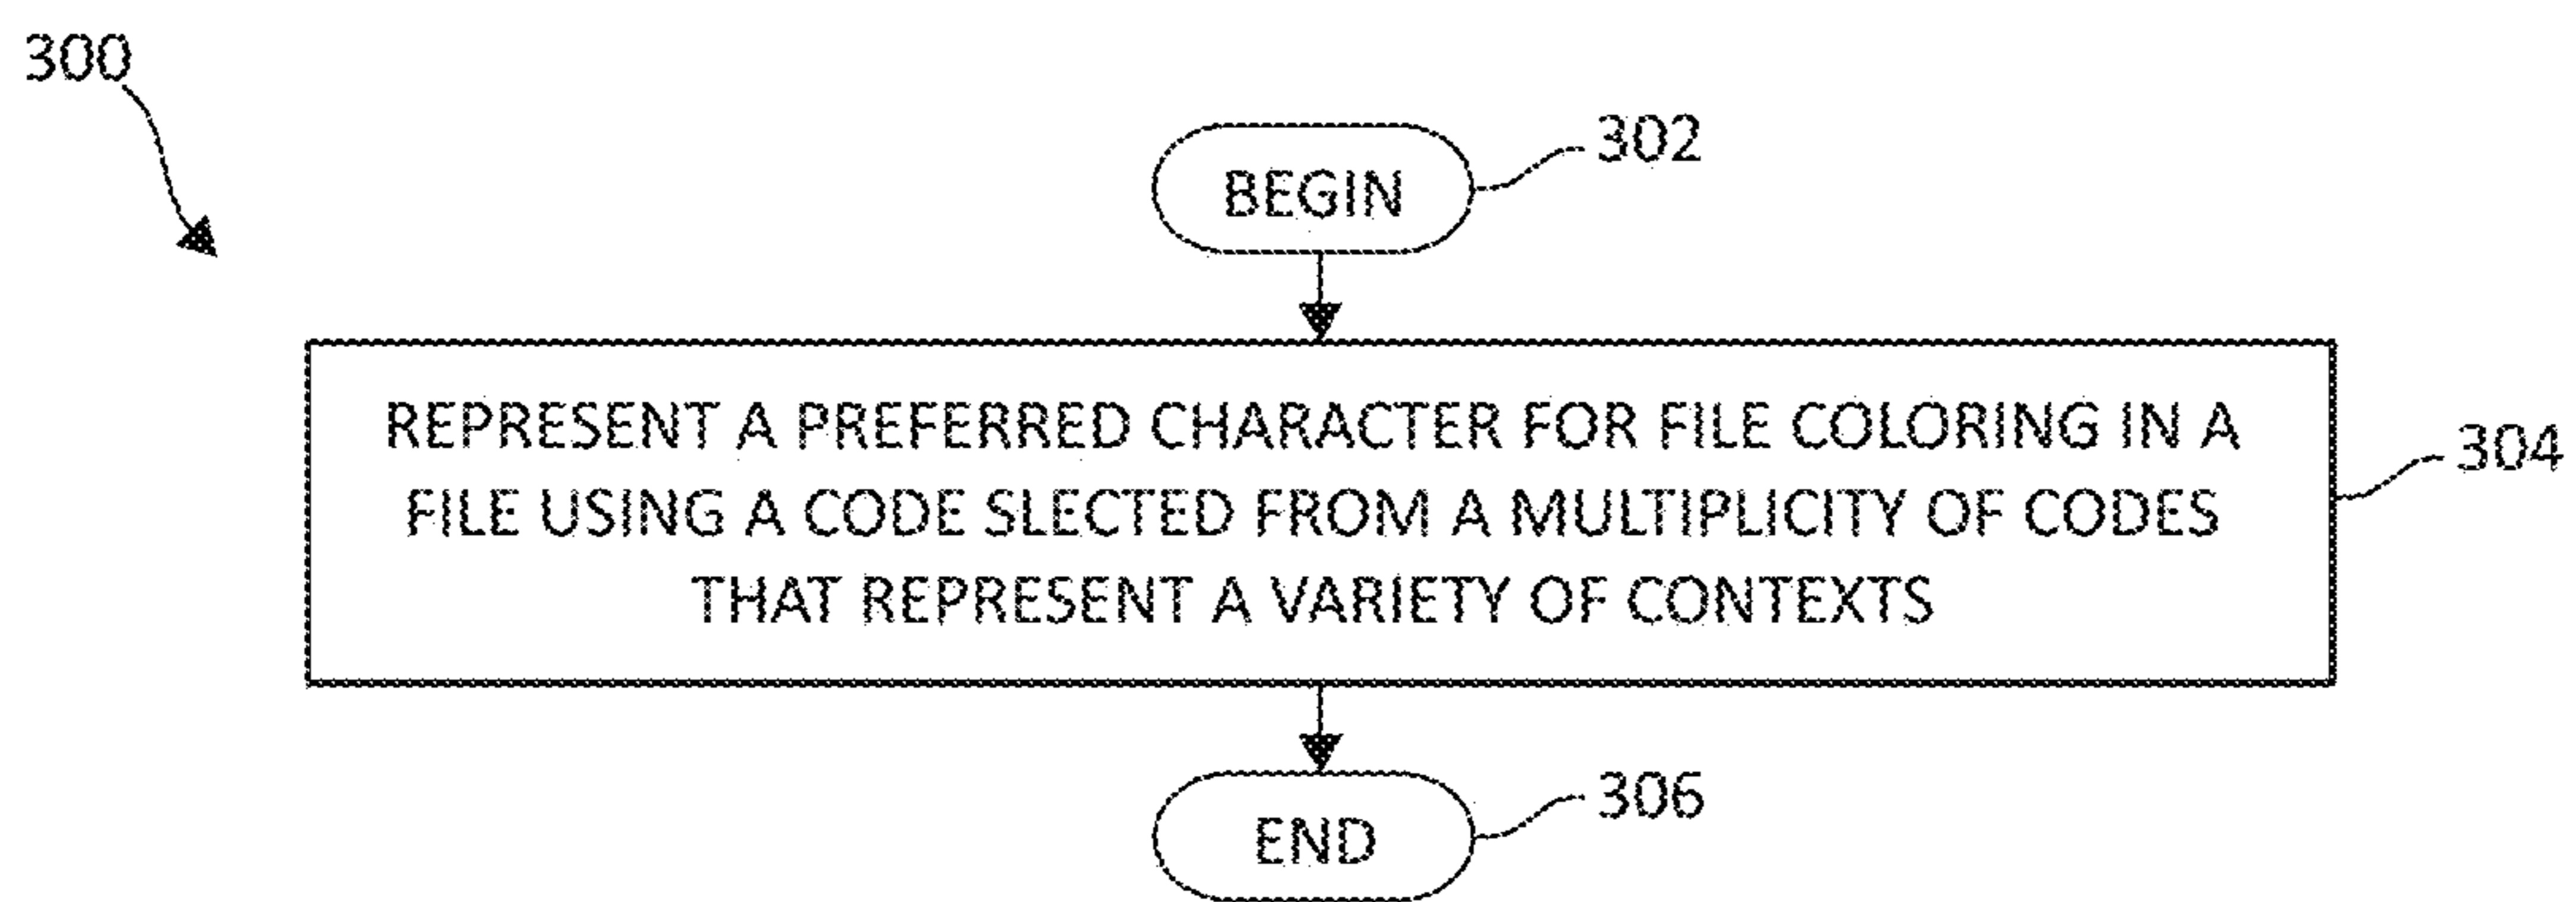 300
302
BEGIN
REPRESENT A PREFERRED CHARACTER FOR FILE COLORING IN A
FILE USING A CODE SLECTED FROM A MULTIPLICITY OF CODES
THAT REPRESENT A VARIETY OF CONTEXTS
304
306
END